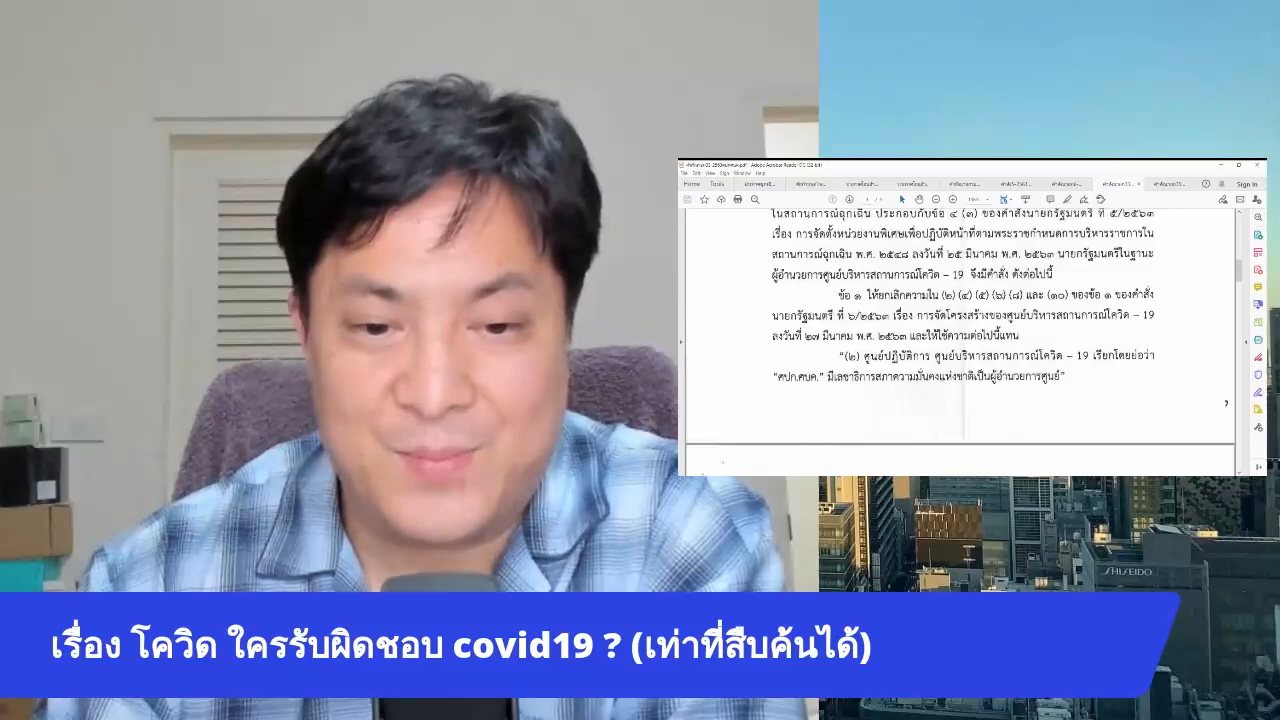 Adobe Acrobat Reader DC (32-bit)
File Edit View Sign Window Help
Home Tools
Sign In
ในสถานการณ์ฉุกเฉิน ประกอบกับข้อ ๔ (๓) ของคำสั่งนายกรัฐมนตรี ที่ ๕/๒๕๖๓
เรื่อง การจัดตั้งหน่วยงานพิเศษเพื่อปฏิบัติหน้าที่ตามพระราชกำหนดการบริหารราชการใน
สถานการณ์ฉุกเฉิน พ.ศ. ๒๕๔๘ ลงวันที่ ๒๕ มีนาคม พ.ศ. ๒๕๖๓ นายกรัฐมนตรีในฐานะ
ผู้อำนวยการศูนย์บริหารสถานการณ์โควิด – 19 จึงมีคำสั่ง ดังต่อไปนี้
ข้อ ๑ ให้ยกเลิกความใน (๒) (๔) (๕) (๖) (๘) และ (๑๐) ของข้อ ๑ ของคำสั่ง
นายกรัฐมนตรี ที่ ๖/๒๕๖๓ เรื่อง การจัดโครงสร้างของศูนย์บริหารสถานการณ์โควิด – 19
ลงวันที่ ๒๗ มีนาคม พ.ศ. ๒๕๖๓ และให้ใช้ความต่อไปนี้แทน
“(๒) ศูนย์ปฏิบัติการ ศูนย์บริหารสถานการณ์โควิด – 19 เรียกโดยย่อว่า
“ศปก.ศบค.” มีเลขาธิการสภาความมั่นคงแห่งชาติเป็นผู้อำนวยการศูนย์”
SHISEIDO
เรื่อง โควิด ใครรับผิดชอบ covid19 ? (เท่าที่สืบค้นได้)